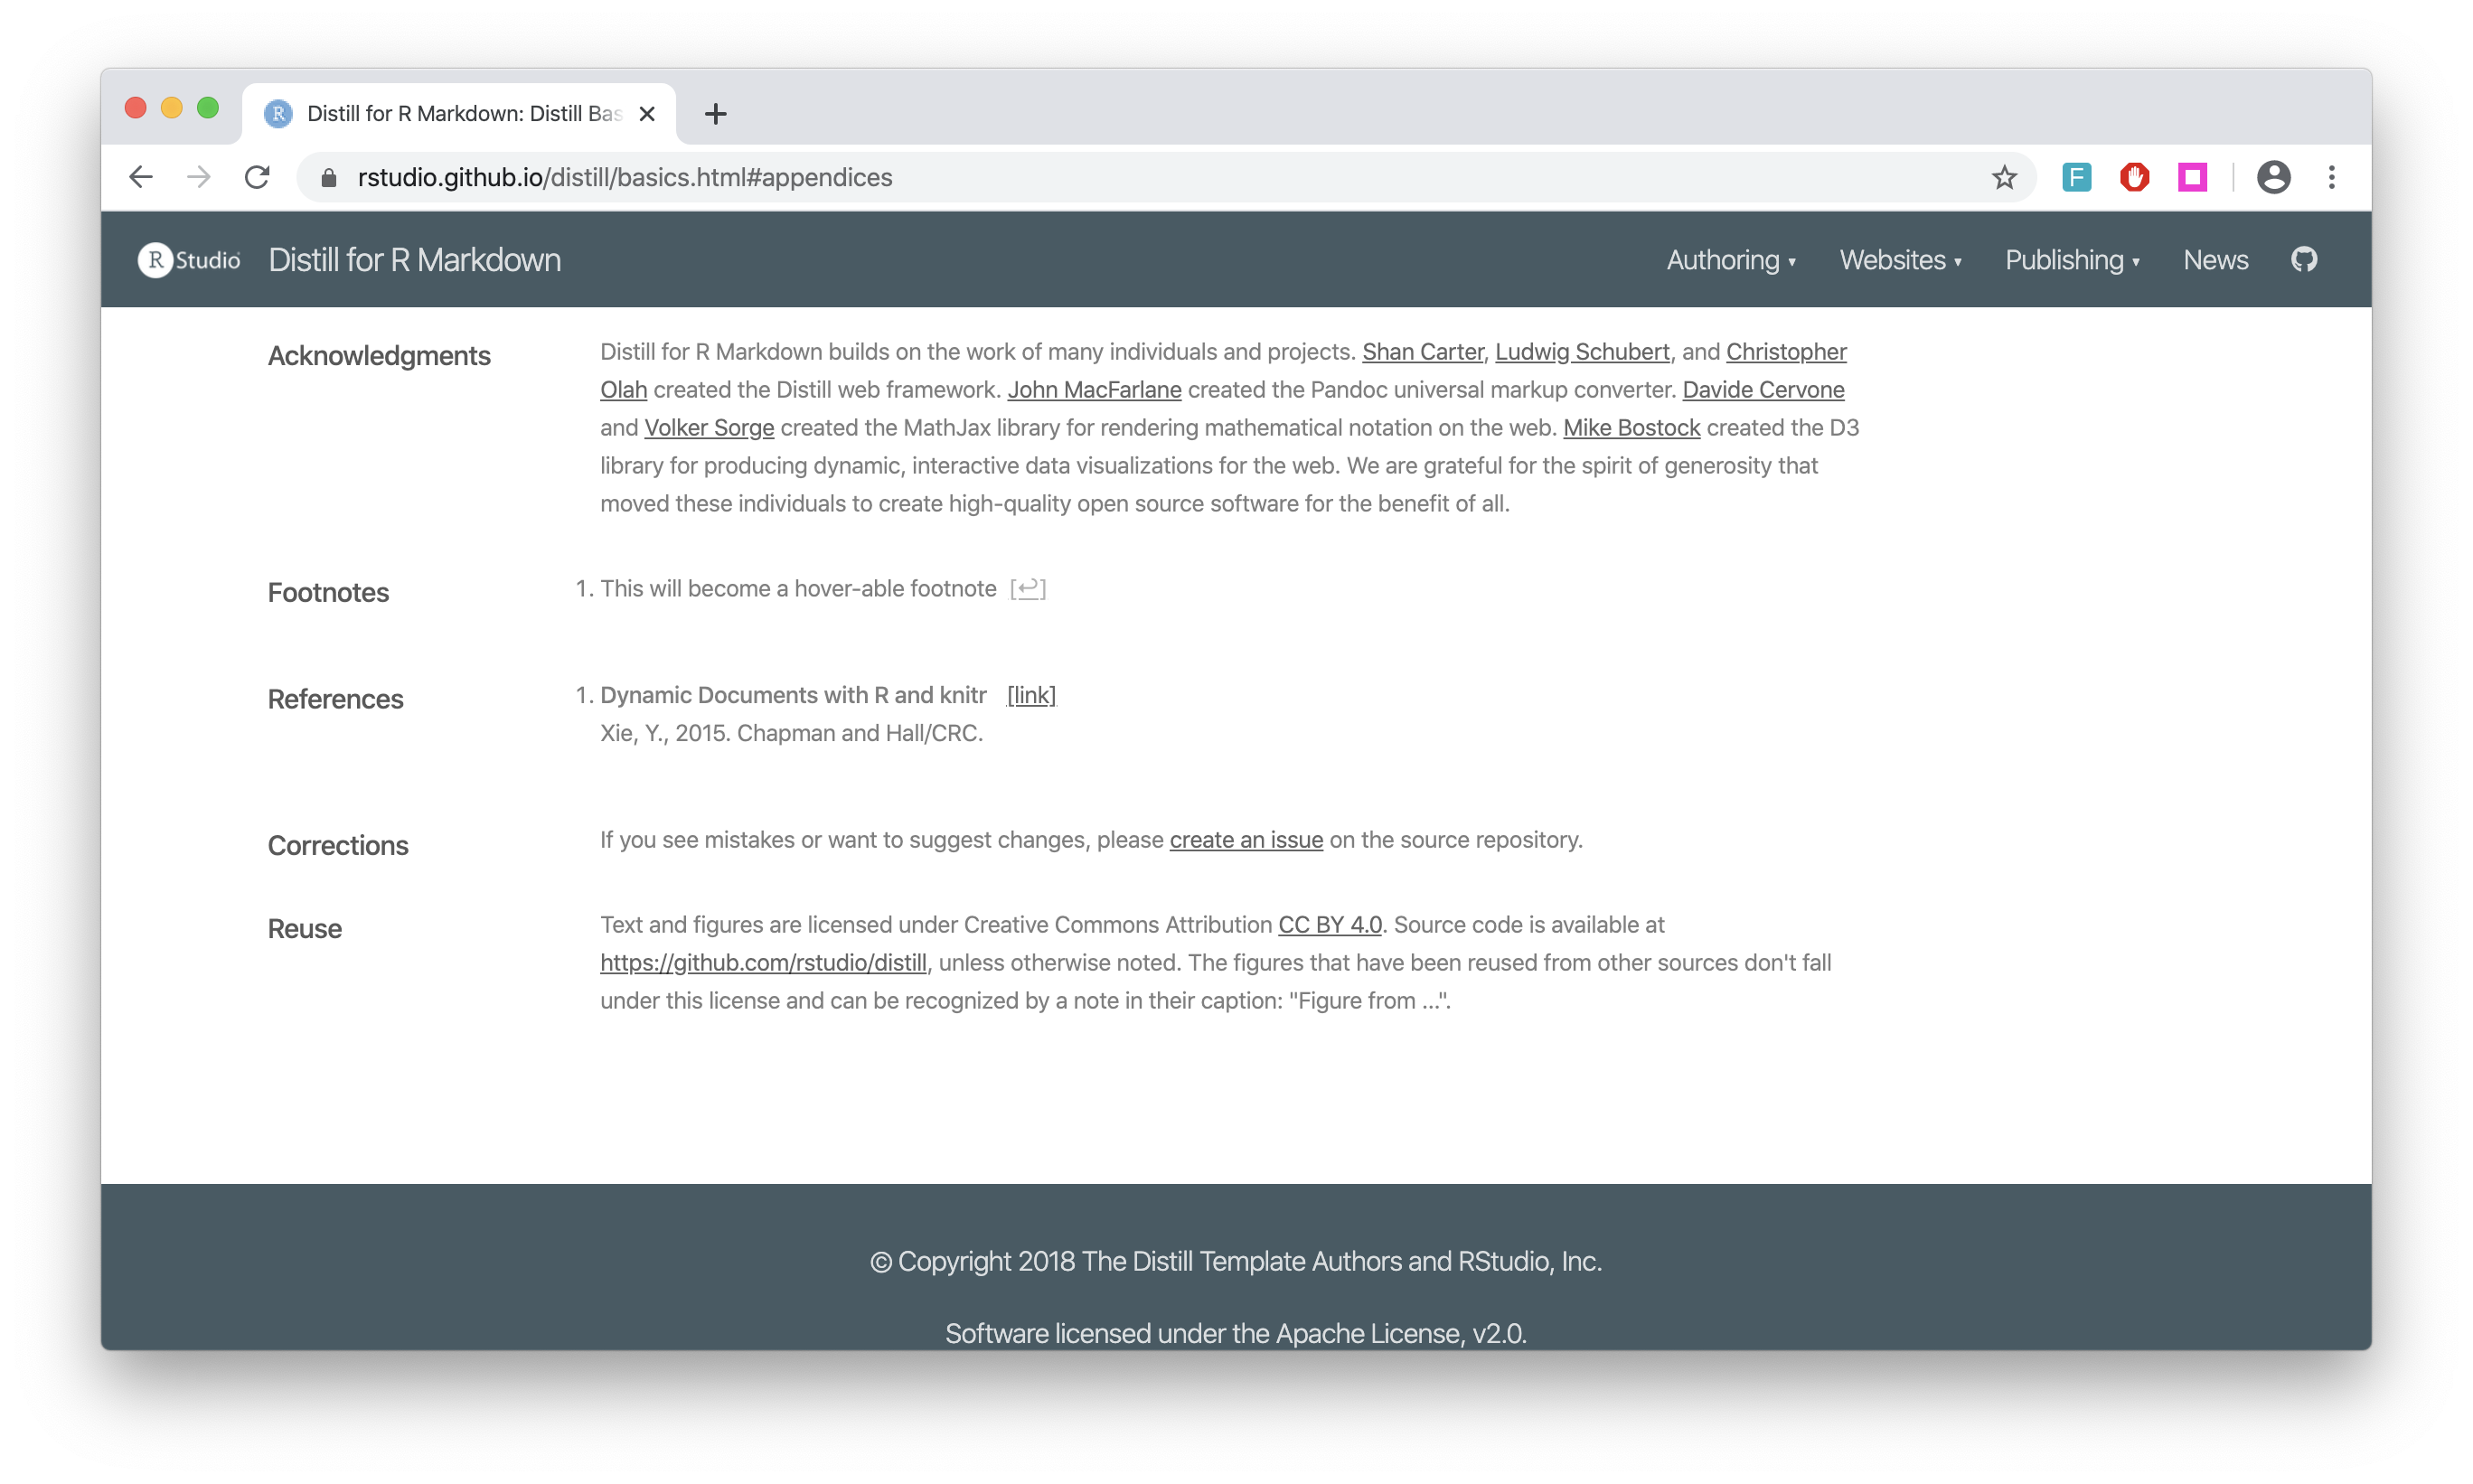 Distill for R Markdown: Distill Bas
rstudio.github.io/distill/basics.html#appendices
F
R Studio Distill for R Markdown Authoring ▾ Websites ▾ Publishing ▾ News
Acknowledgments
Distill for R Markdown builds on the work of many individuals and projects. Shan Carter, Ludwig Schubert, and Christopher
Olah created the Distill web framework. John MacFarlane created the Pandoc universal markup converter. Davide Cervone
and Volker Sorge created the MathJax library for rendering mathematical notation on the web. Mike Bostock created the D3
library for producing dynamic, interactive data visualizations for the web. We are grateful for the spirit of generosity that
moved these individuals to create high-quality open source software for the benefit of all.
Footnotes
1. This will become a hover-able footnote [↩]
References
1. Dynamic Documents with R and knitr [link]
Xie, Y., 2015. Chapman and Hall/CRC.
Corrections
If you see mistakes or want to suggest changes, please create an issue on the source repository.
Reuse
Text and figures are licensed under Creative Commons Attribution CC BY 4.0. Source code is available at
https://github.com/rstudio/distill, unless otherwise noted. The figures that have been reused from other sources don't fall
under this license and can be recognized by a note in their caption: "Figure from ...".
© Copyright 2018 The Distill Template Authors and RStudio, Inc.
Software licensed under the Apache License, v2.0.